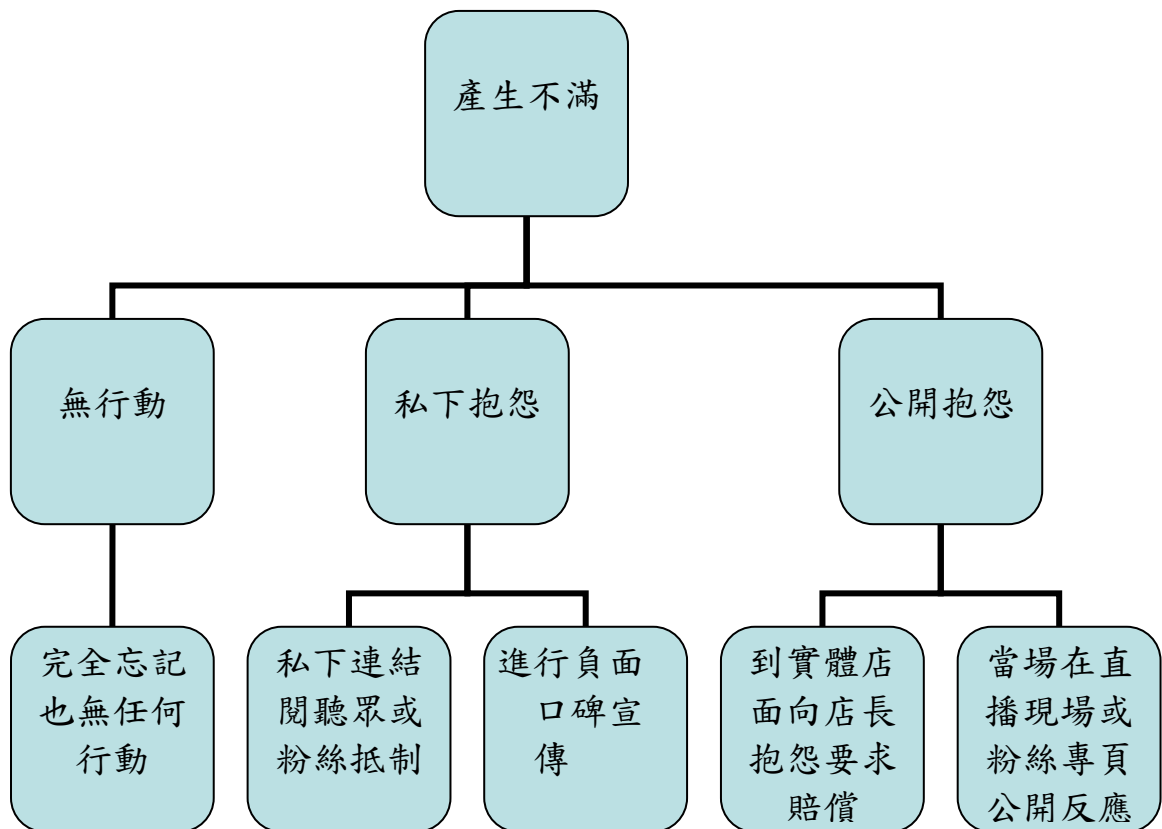 產生不滿
無行動
私下抱怨
公開抱怨
完全忘記
也無任何
行動
私下連結
閱聽眾或
粉絲抵制
進行負面
口碑宣
傳
到實體店
面向店長
抱怨要求
賠償
當場在直
播現場或
粉絲專頁
公開反應